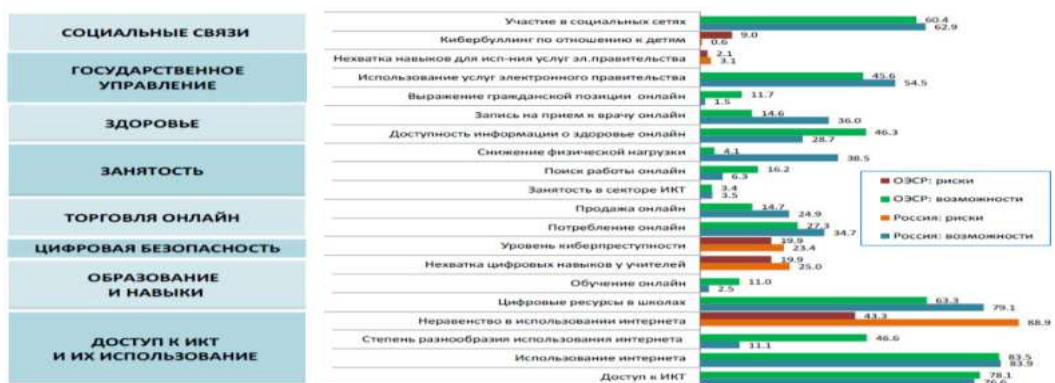 СОЦИАЛЬНЫЕ СВЯЗИ
ГОСУДАРСТВЕННОЕ
УПРАВЛЕНИЕ
ЗДОРОВЬЕ
ЗАНЯТОСТЬ
ТОРГОВЛЯ ОНЛАЙН
ЦИФРОВАЯ БЕЗОПАСНОСТЬ
ОБРАЗОВАНИЕ
И НАВЫКИ
ДОСТУП К ИКТ
И ИХ ИСПОЛЬЗОВАНИЕ
Участие в социальных сетях 60.4
62.9
Кибербуллинг по отношению к детям 9.0
0.6
Нехватка навыков для исп-ния услуг эл.правительства 2.1
3.1
Использование услуг электронного правительства 45.6
54.5
Выражение гражданской позиции онлайн 11.7
1.5
Запись на прием к врачу онлайн 14.6
36.0
Доступность информации о здоровье онлайн 46.3
28.7
Снижение физической нагрузки 4.1
38.5
Поиск работы онлайн 16.2
6.3
Занятость в секторе ИКТ 3.4
3.5
Продажа онлайн 14.7
24.9
Потребление онлайн 27.3
34.7
Уровень киберпреступности 19.9
23.4
Нехватка цифровых навыков у учителей 19.9
25.0
Обучение онлайн 11.0
2.5
Цифровые ресурсы в школах 63.3
79.1
Неравенство в использовании интернета 43.3
88.9
Степень разнообразия использования интернета 46.6
11.1
Использование интернета 83.5
83.9
Доступ к ИКТ 78.1
76.6
ОЭСР: риски
ОЭСР: возможности
Россия: риски
Россия: возможности